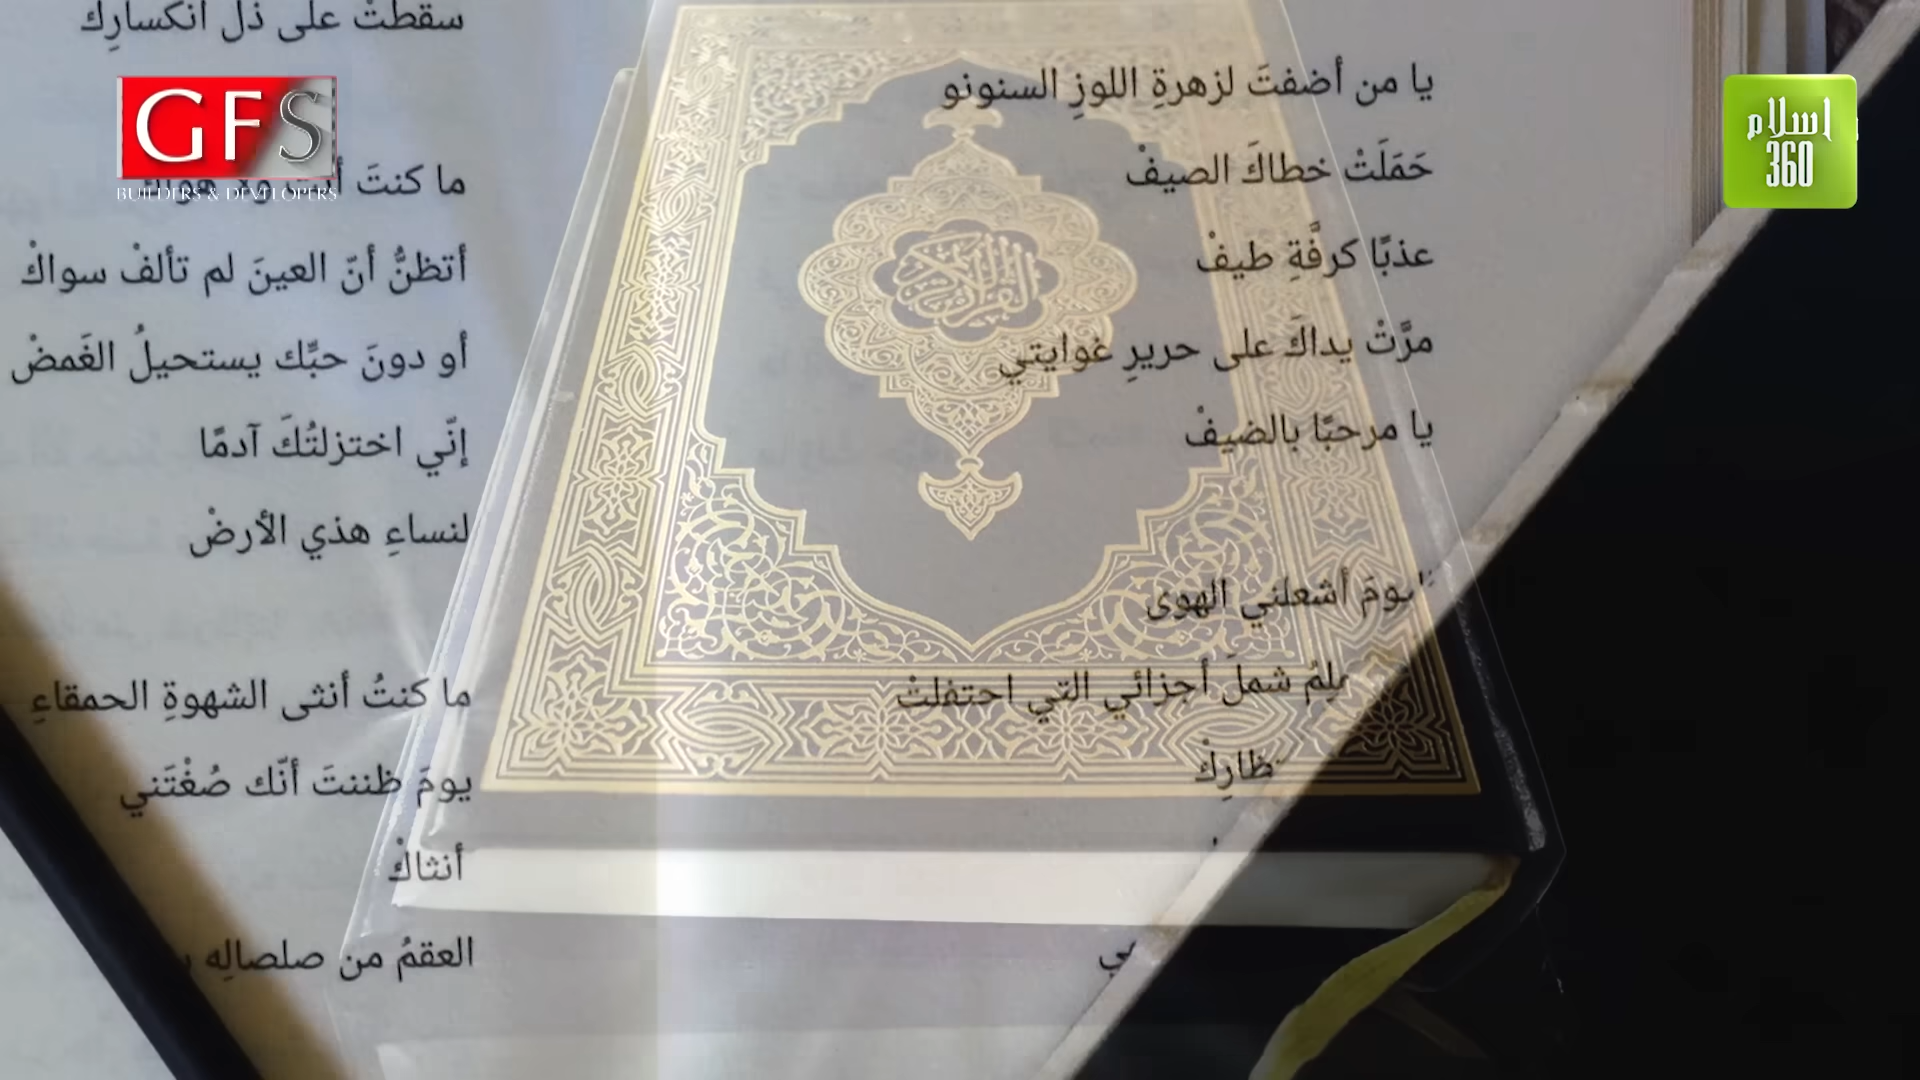 GFS
BUILDERS & DEVELOPERS
اسلام
360
القرآن الكريم
يا من أضفتَ لزهرةِ اللوزِ السنونو
حَمَلَتْ خطاكَ الصيفْ
عذبًا كرفَّةِ طيفْ
مرَّتْ يداكَ على حريرِ غوايتي
يا مرحبًا بالضيفْ
يومَ أشعلني الهوى
شملَ أجزائي التي احتفلتْ
سقطتْ على ذل انكسارِك
ما كنتَ
أتظنُّ أنّ العينَ لم تألفْ سواكْ
أو دونَ حبِّك يستحيلُ الغَمضْ
إنّي اختزلتُكَ آدمًا
لنساءِ هذي الأرضْ
ما كنتُ أنثى الشهوةِ الحمقاءِ
يومَ ظننتَ أنّك صُغْتَني
أنثاكْ
العقمُ من صلصالِه